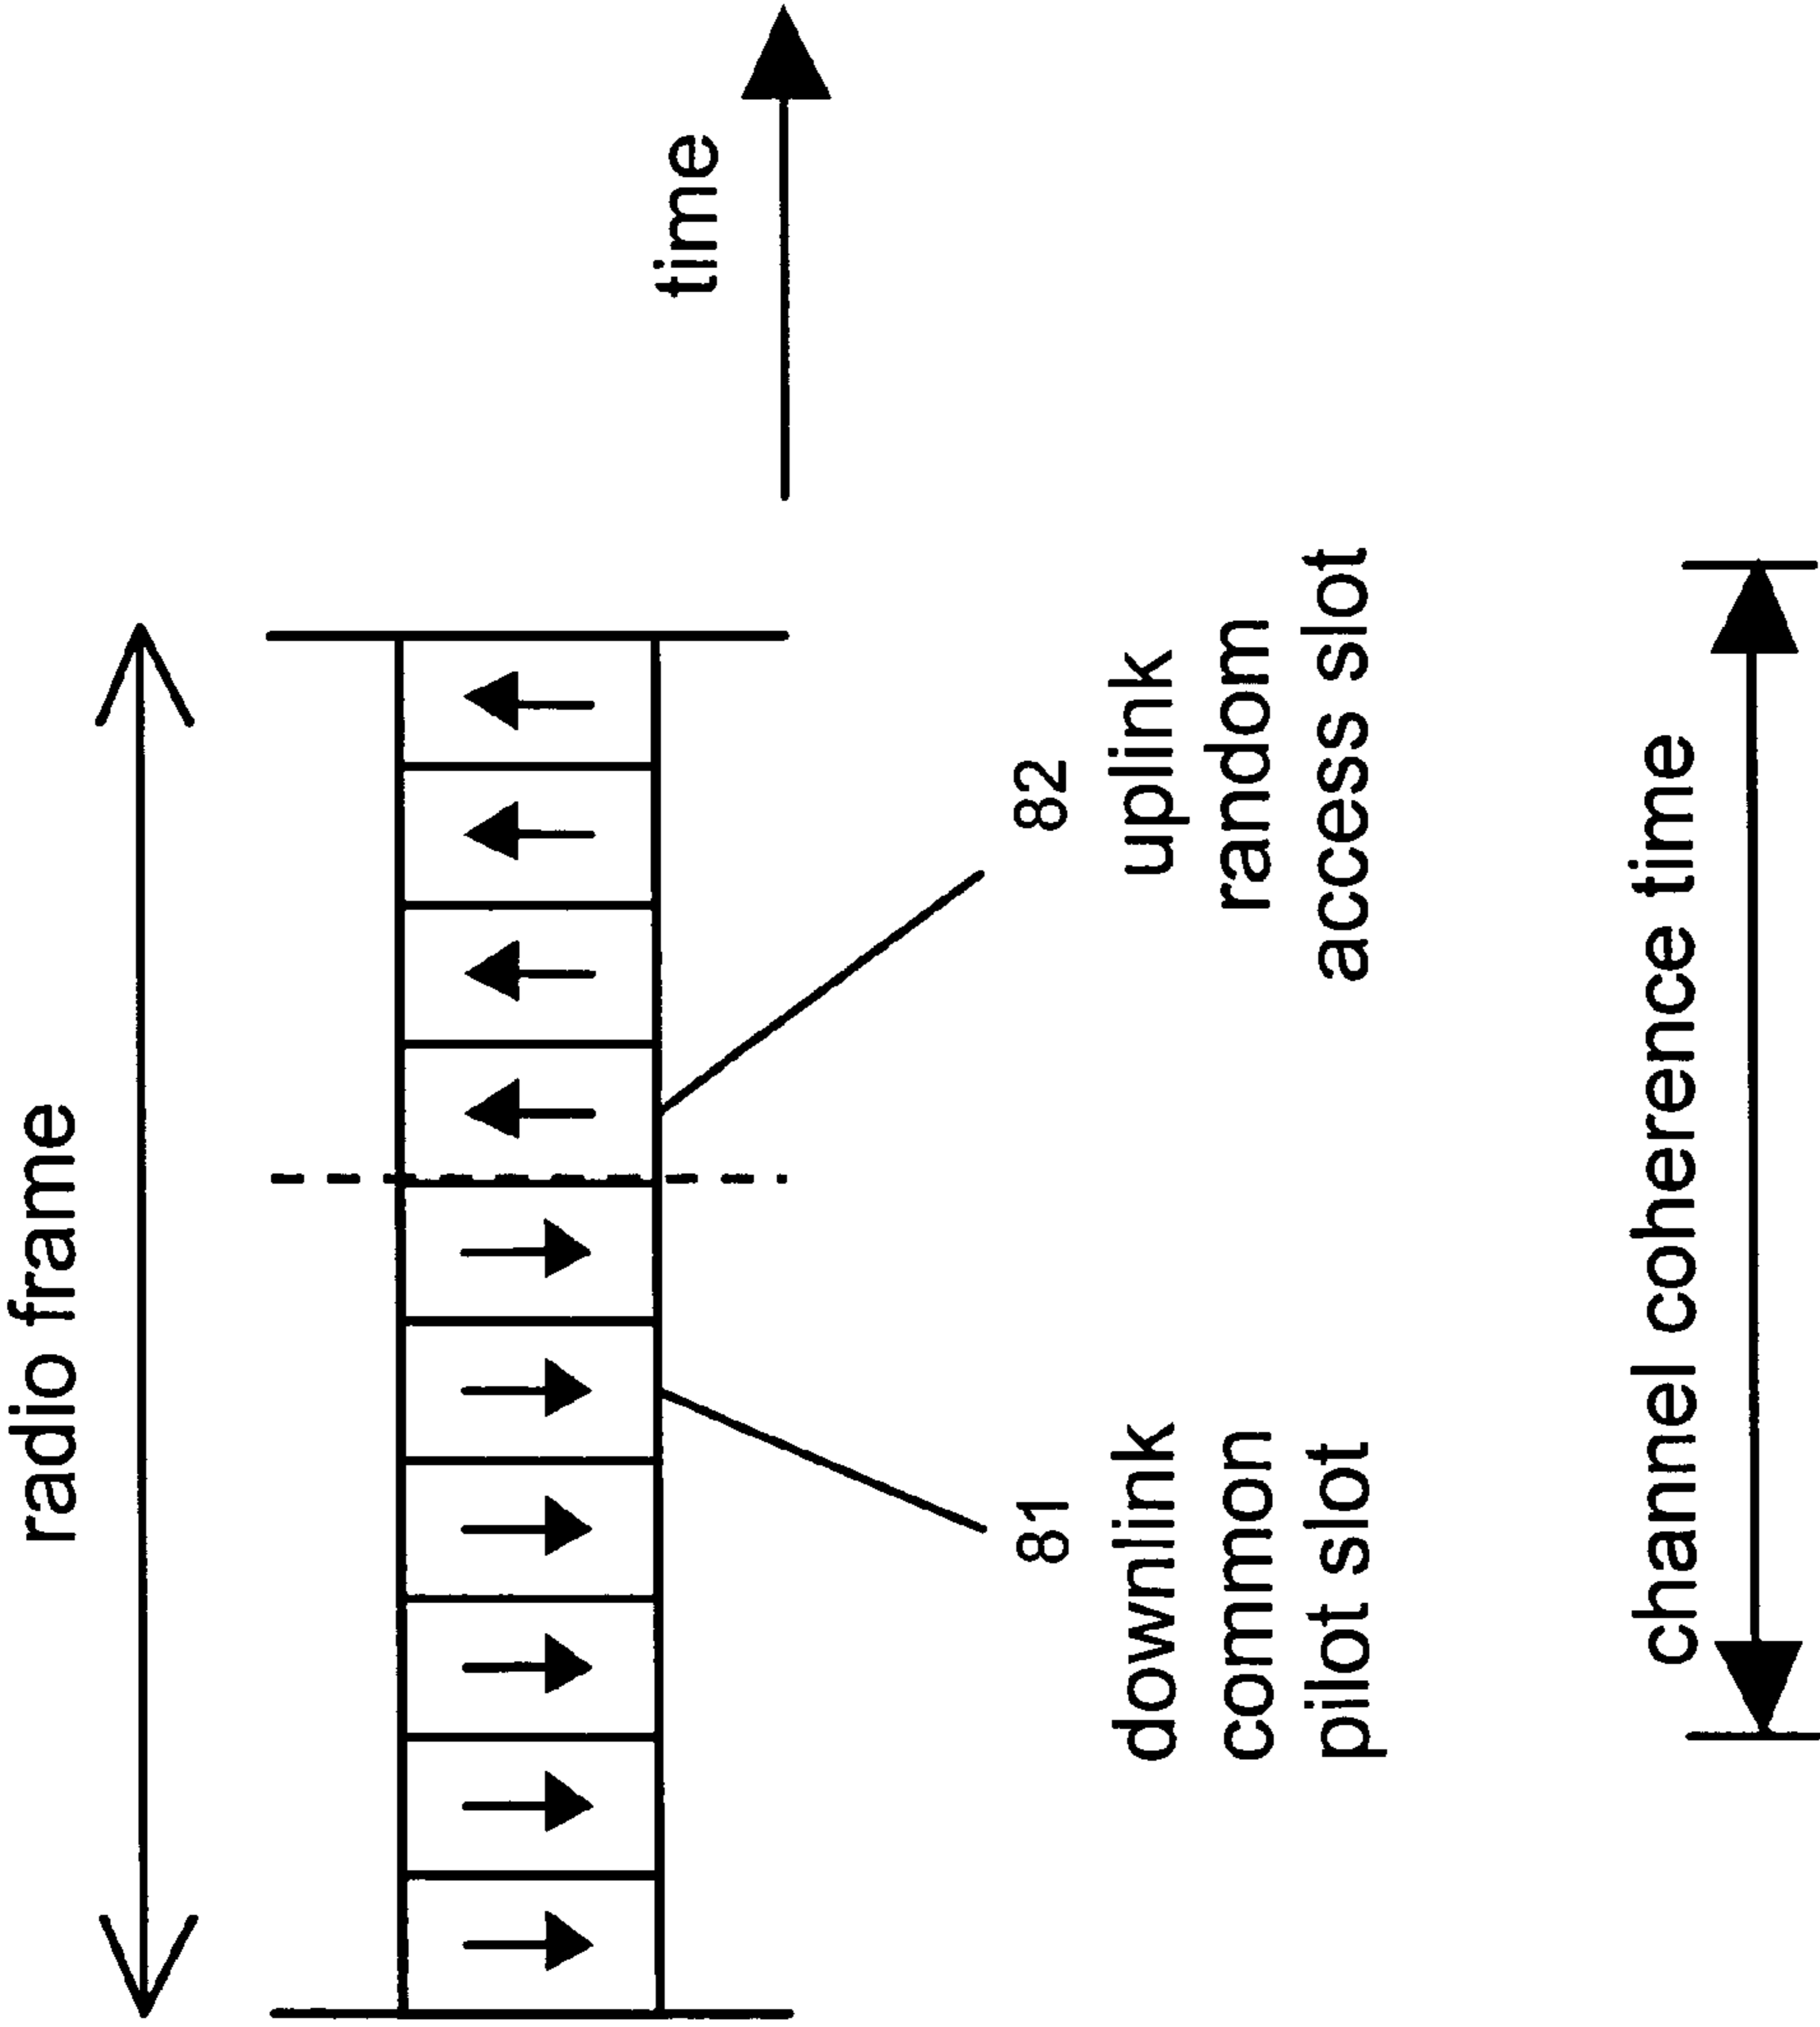 radio frame
time
81
downlink
common
pilot slot
82
uplink
random
access slot
channel coherence time